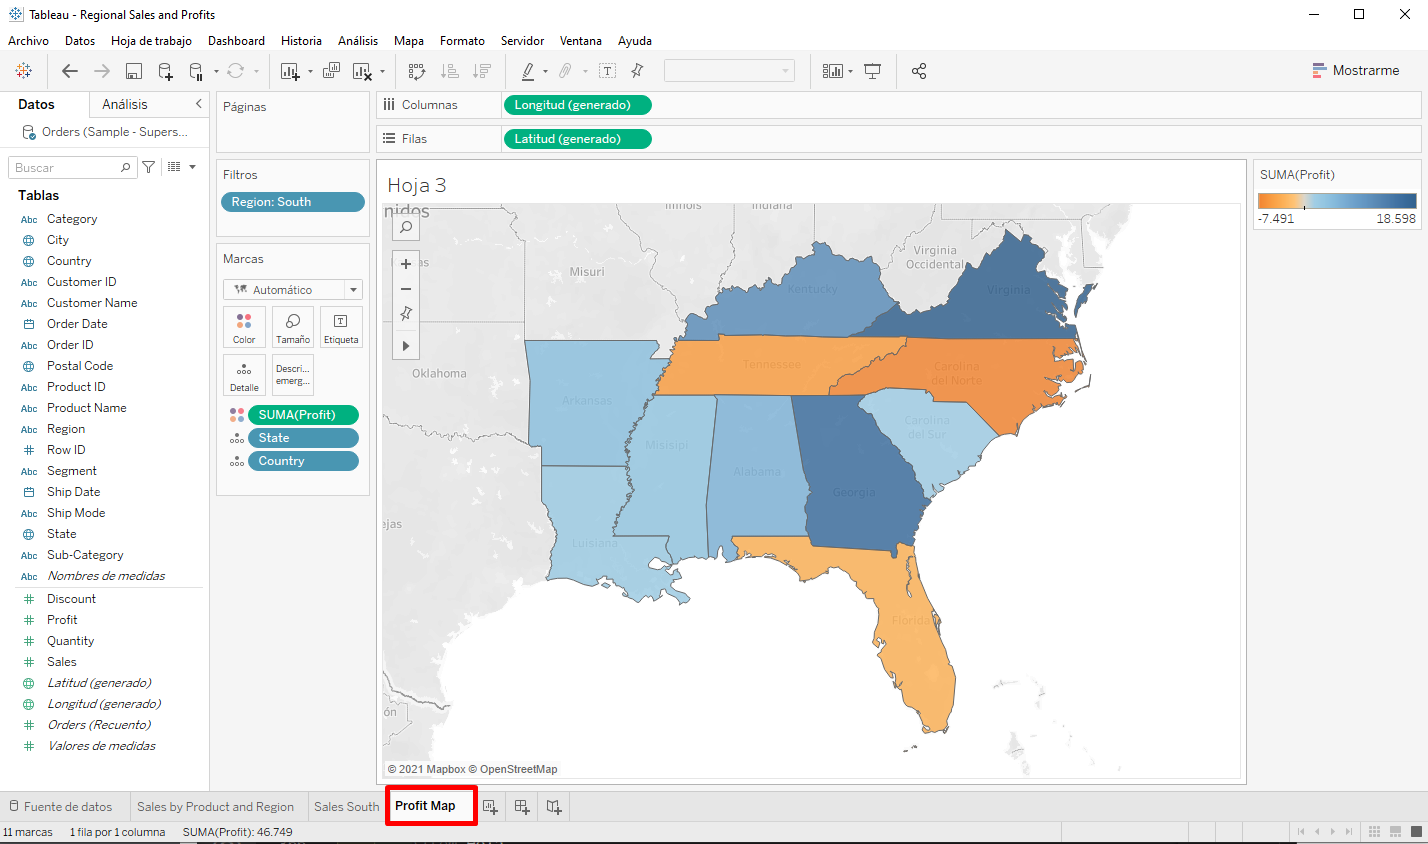 Tableau - Regional Sales and Profits
Archivo Datos Hoja de trabajo Dashboard Historia Análisis Mapa Formato Servidor Ventana Ayuda
Mostrarme
Datos Análisis
Orders (Sample - Supers...
Buscar
Tablas
Abc Category
City
Country
Abc Customer ID
Abc Customer Name
Order Date
Abc Order ID
Postal Code
Abc Product ID
Abc Product Name
Abc Region
Row ID
Abc Segment
Ship Date
Abc Ship Mode
State
Abc Sub-Category
Abc Nombres de medidas
Discount
Profit
Quantity
Sales
Latitud (generado)
Longitud (generado)
Orders (Recuento)
Valores de medidas
Páginas
Filtros
Region: South
Marcas
Automático
Color Tamaño Etiqueta
Detalle Descri...
emerg...
SUMA(Profit)
State
Country
Columnas Longitud (generado)
Filas Latitud (generado)
Hoja 3
nidos
Illinois Indiana
as
Misuri
Virginia
Occidental
Kentucky
Virginia
Oklahoma
Tennessee
Carolina
del Norte
Arkansas
Carolina
del Sur
Misisipi
Alabama
Georgia
ejas
Luisiana
Florida
ón
© 2021 Mapbox © OpenStreetMap
SUMA(Profit)
-7.491 18.598
Fuente de datos Sales by Product and Region Sales South Profit Map
11 marcas 1 fila por 1 columna SUMA(Profit): 46.749